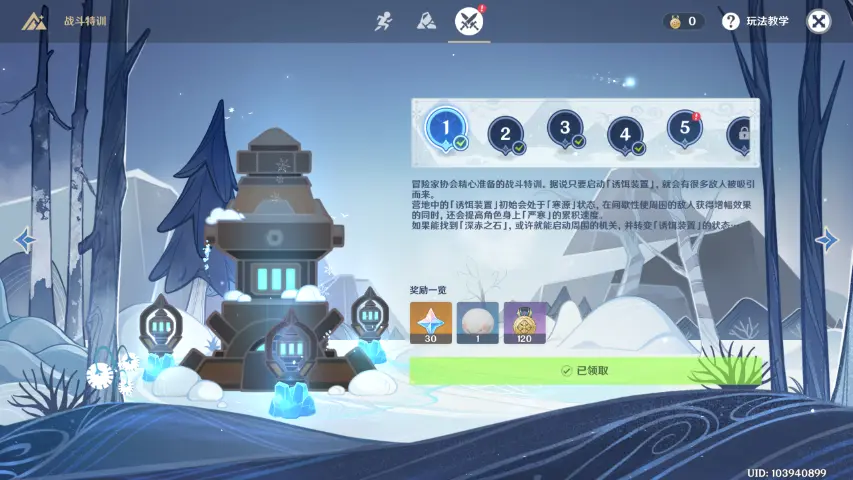 战斗特训
0
玩法教学
1
2
3
4
5
冒险家协会精心准备的战斗特训。据说只要启动「诱饵装置」，就会有很多敌人被吸引
而来。
营地中的「诱饵装置」初始会处于「寒源」状态，在间歇性使周围的敌人获得增幅效果
的同时，还会提高角色身上「严寒」的累积速度。
如果能找到「深赤之石」，或许就能启动周围的机关，并转变「诱饵装置」的状态。
奖励一览
30
1
120
已领取
UID: 103940899